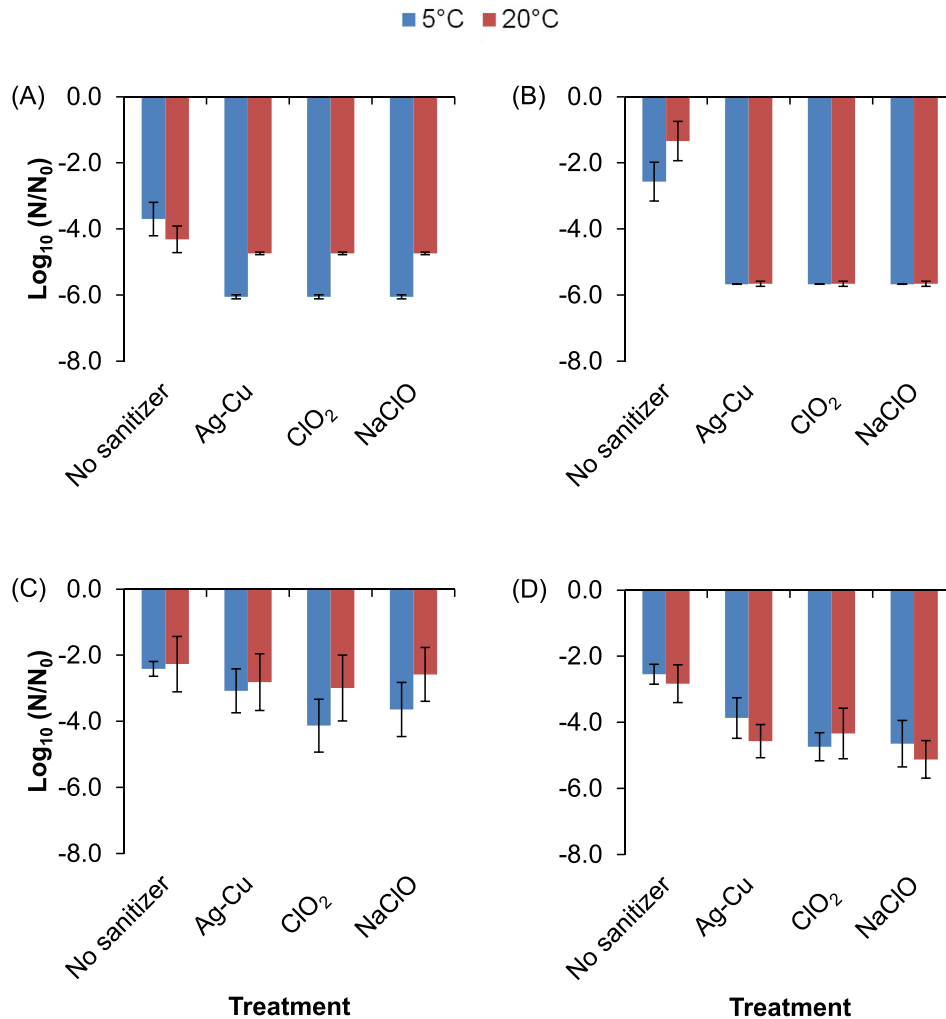 5°C 20°C
(A) (B)
Log₁₀ (N/N₀)
0.0
-2.0
-4.0
-6.0
-8.0
No sanitizer Ag-Cu ClO₂ NaClO
0.0
-2.0
-4.0
-6.0
-8.0
No sanitizer Ag-Cu ClO₂ NaClO
(C) (D)
Log₁₀ (N/N₀)
0.0
-2.0
-4.0
-6.0
-8.0
No sanitizer Ag-Cu ClO₂ NaClO
Treatment
0.0
-2.0
-4.0
-6.0
-8.0
No sanitizer Ag-Cu ClO₂ NaClO
Treatment